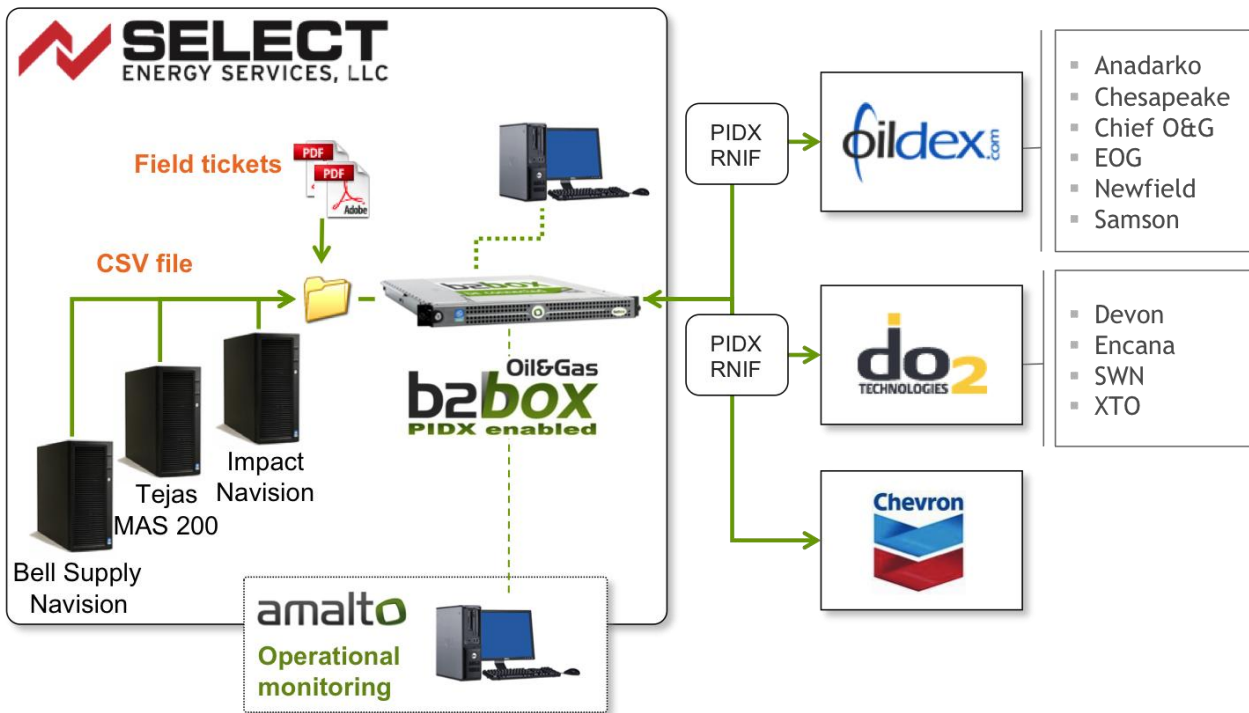 SELECT
ENERGY SERVICES, LLC
Field tickets
PDF
PDF
Adobe
CSV file
b2box
Oil&Gas
b2box
PIDX enabled
Impact
Navision
Tejas
MAS 200
Bell Supply
Navision
amalto
Operational
monitoring
PIDX
RNIF
oildex.com
▪ Anadarko
▪ Chesapeake
▪ Chief O&G
▪ EOG
▪ Newfield
▪ Samson
PIDX
RNIF
do2
TECHNOLOGIES
▪ Devon
▪ Encana
▪ SWN
▪ XTO
Chevron